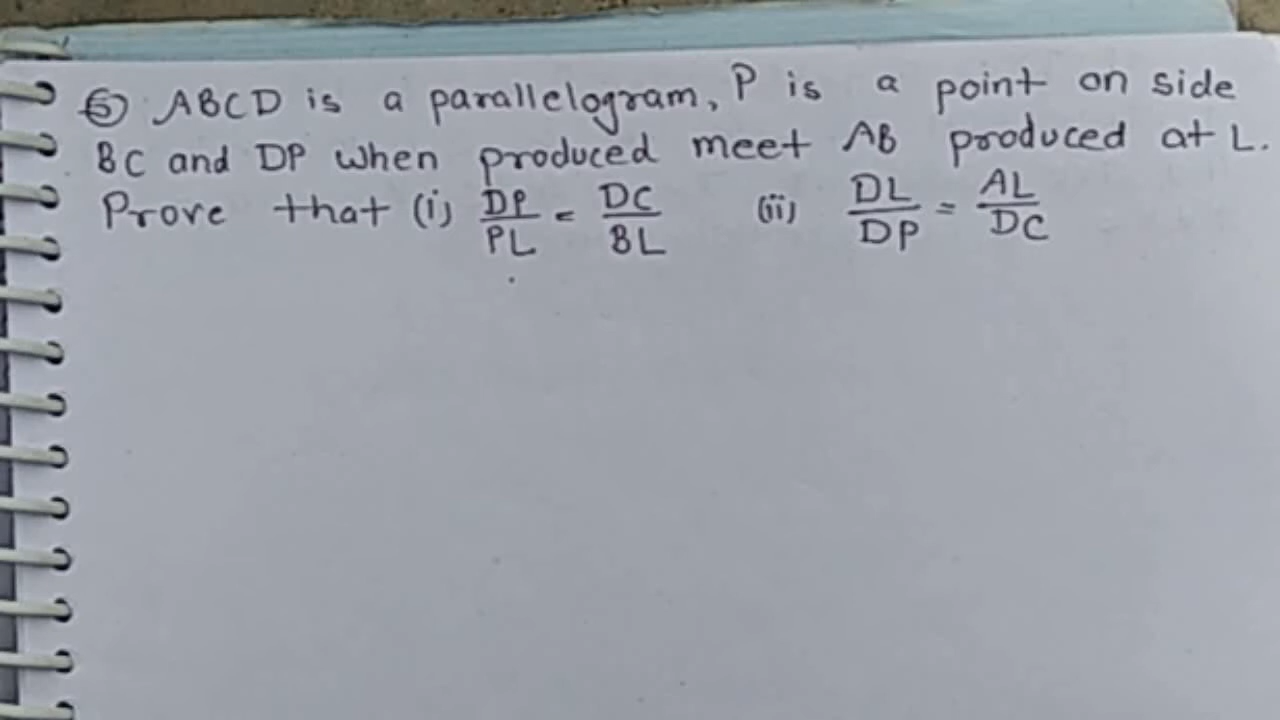 ⑤ ABCD is a parallelogram, P is a point on side
BC and DP when produced meet AB produced at L.
Prove that (i) DP/PL = DC/BL (ii) DL/DP = AL/DC